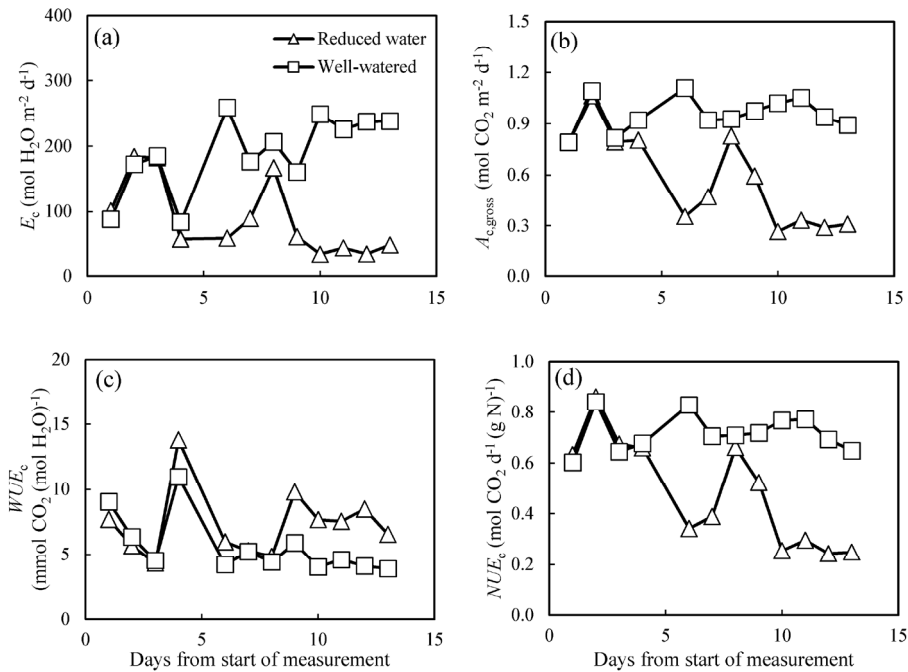 (a)
Reduced water
Well-watered
400
300
200
100
0
E_c (mol H₂O m⁻² d⁻¹)
0 5 10 15
(b)
1.5
1.2
0.9
0.6
0.3
0.0
A_c,gross (mol CO₂ m⁻² d⁻¹)
0 5 10 15
(c)
20
15
10
5
0
WUE_c
(mmol CO₂ (mol H₂O)⁻¹
0 5 10 15
Days from start of measurement
(d)
1.0
0.8
0.6
0.4
0.2
0.0
NUE_c (mol CO₂ d⁻¹ (g N)⁻¹
0 5 10 15
Days from start of measurement